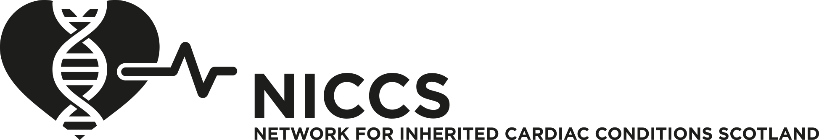 NICCS
NETWORK FOR INHERITED CARDIAC CONDITIONS SCOTLAND